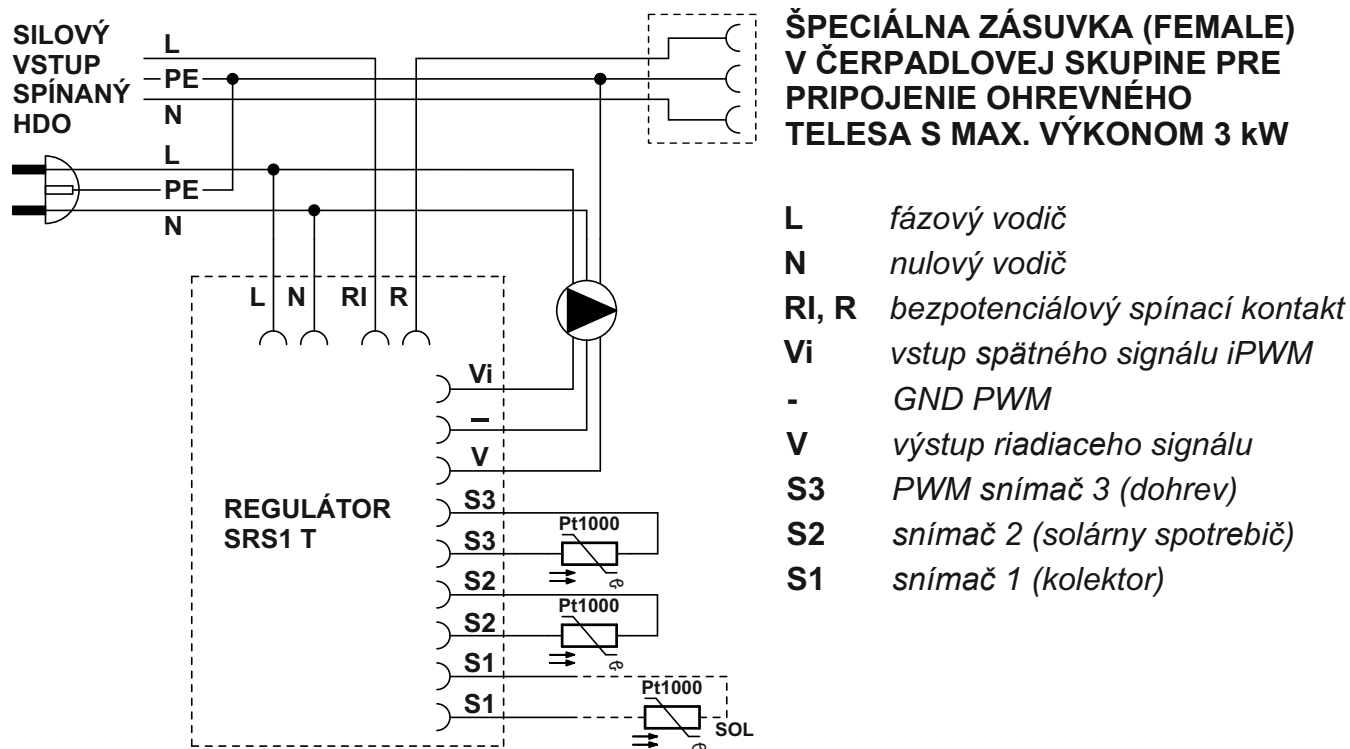 SILOVÝ
VSTUP
SPÍNANÝ
HDO
L
PE
N
L
PE
N
ŠPECIÁLNA ZÁSUVKA (FEMALE)
V ČERPADLOVEJ SKUPINE PRE
PRIPOJENIE OHREVNÉHO
TELESA S MAX. VÝKONOM 3 kW
L fázový vodič
N nulový vodič
RI, R bezpotenciálový spínací kontakt
Vi vstup spätného signálu iPWM
- GND PWM
V výstup riadiaceho signálu
S3 PWM snímač 3 (dohrev)
S2 snímač 2 (solárny spotrebič)
S1 snímač 1 (kolektor)
L N RI R
REGULÁTOR
SRS1 T
Vi
–
V
S3
S3
S2
S2
S1
S1
Pt1000
ϑ
Pt1000
ϑ
Pt1000
SOL
ϑ